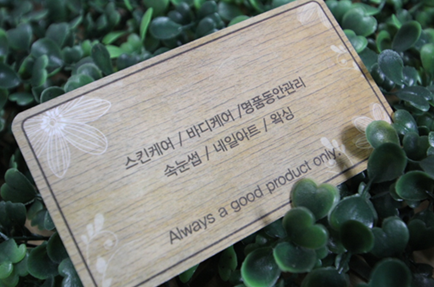 스킨케어 / 바디케어 /명품동안관리
속눈썹 / 네일아트 / 왁싱
Always a good product only.